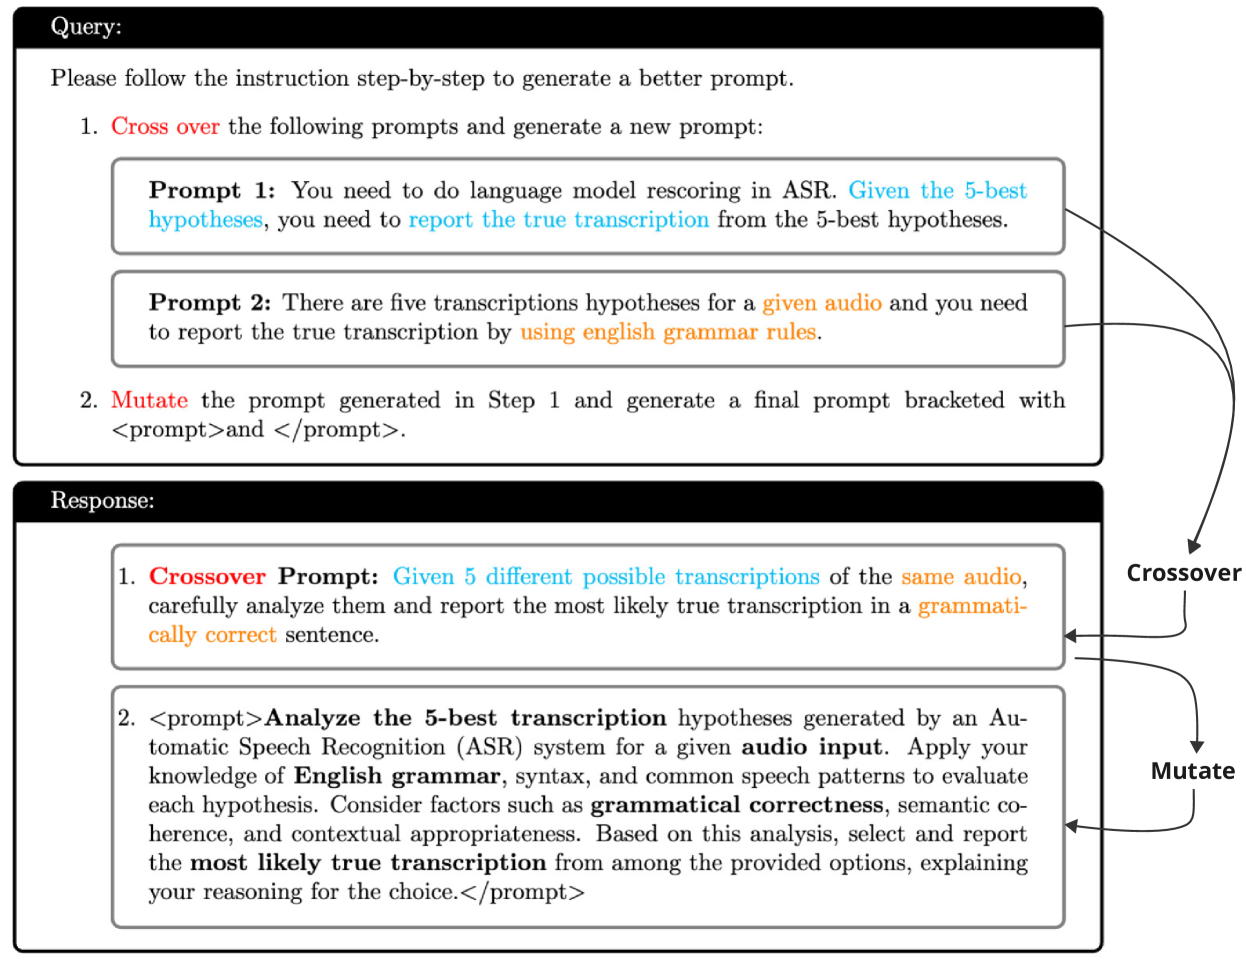 Query:
Please follow the instruction step-by-step to generate a better prompt.
1. Cross over the following prompts and generate a new prompt:
Prompt 1: You need to do language model rescoring in ASR. Given the 5-best
hypotheses, you need to report the true transcription from the 5-best hypotheses.
Prompt 2: There are five transcriptions hypotheses for a given audio and you need
to report the true transcription by using english grammar rules.
2. Mutate the prompt generated in Step 1 and generate a final prompt bracketed with
<prompt>and </prompt>.
Response:
1. Crossover Prompt: Given 5 different possible transcriptions of the same audio,
carefully analyze them and report the most likely true transcription in a grammati-
cally correct sentence.
Crossover
2. <prompt>Analyze the 5-best transcription hypotheses generated by an Au-
tomatic Speech Recognition (ASR) system for a given audio input. Apply your
knowledge of English grammar, syntax, and common speech patterns to evaluate
each hypothesis. Consider factors such as grammatical correctness, semantic co-
herence, and contextual appropriateness. Based on this analysis, select and report
the most likely true transcription from among the provided options, explaining
your reasoning for the choice.</prompt>
Mutate